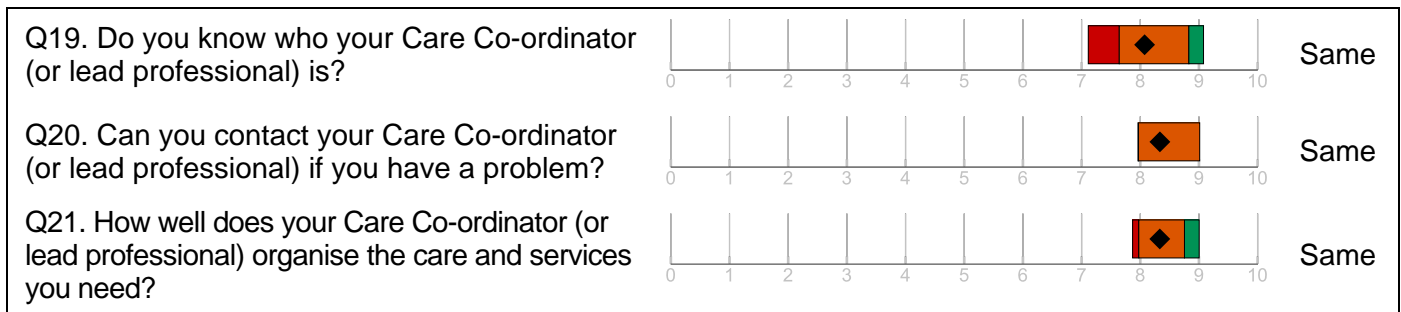 Q19. Do you know who your Care Co-ordinator
(or lead professional) is?
Same
0 1 2 3 4 5 6 7 8 9 10
Q20. Can you contact your Care Co-ordinator
(or lead professional) if you have a problem?
Same
0 1 2 3 4 5 6 7 8 9 10
Q21. How well does your Care Co-ordinator (or
lead professional) organise the care and services
you need?
Same
0 1 2 3 4 5 6 7 8 9 10